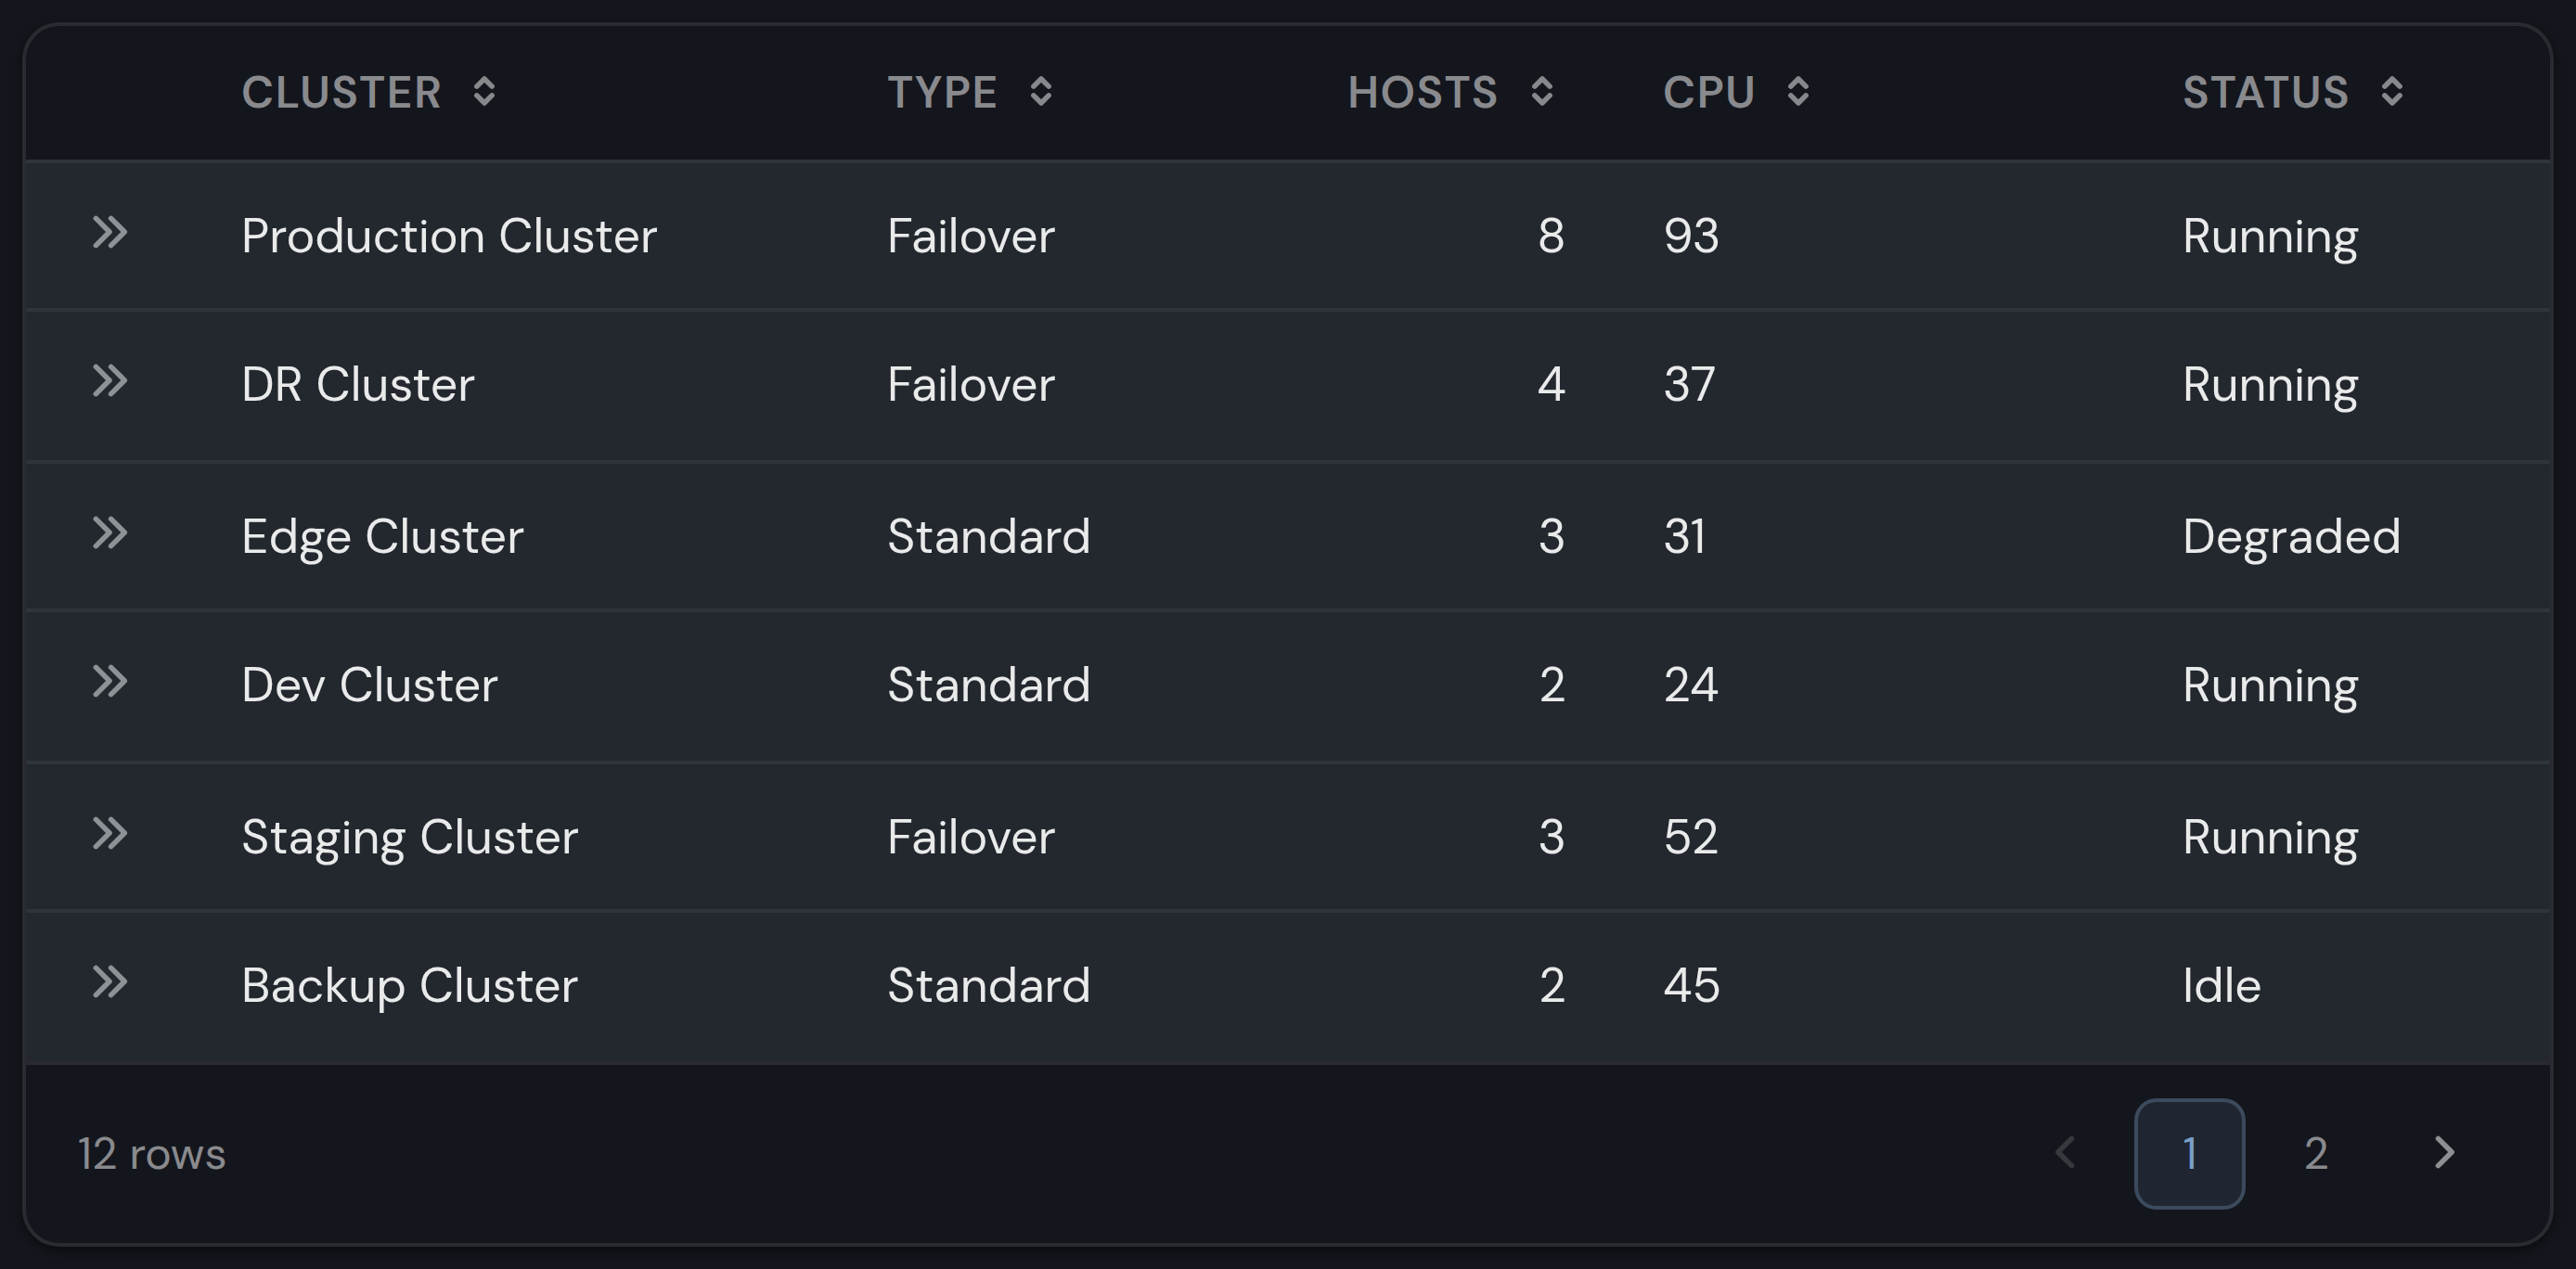 CLUSTER TYPE HOSTS CPU STATUS
Production Cluster Failover 8 93 Running
DR Cluster Failover 4 37 Running
Edge Cluster Standard 3 31 Degraded
Dev Cluster Standard 2 24 Running
Staging Cluster Failover 3 52 Running
Backup Cluster Standard 2 45 Idle
12 rows 1 2